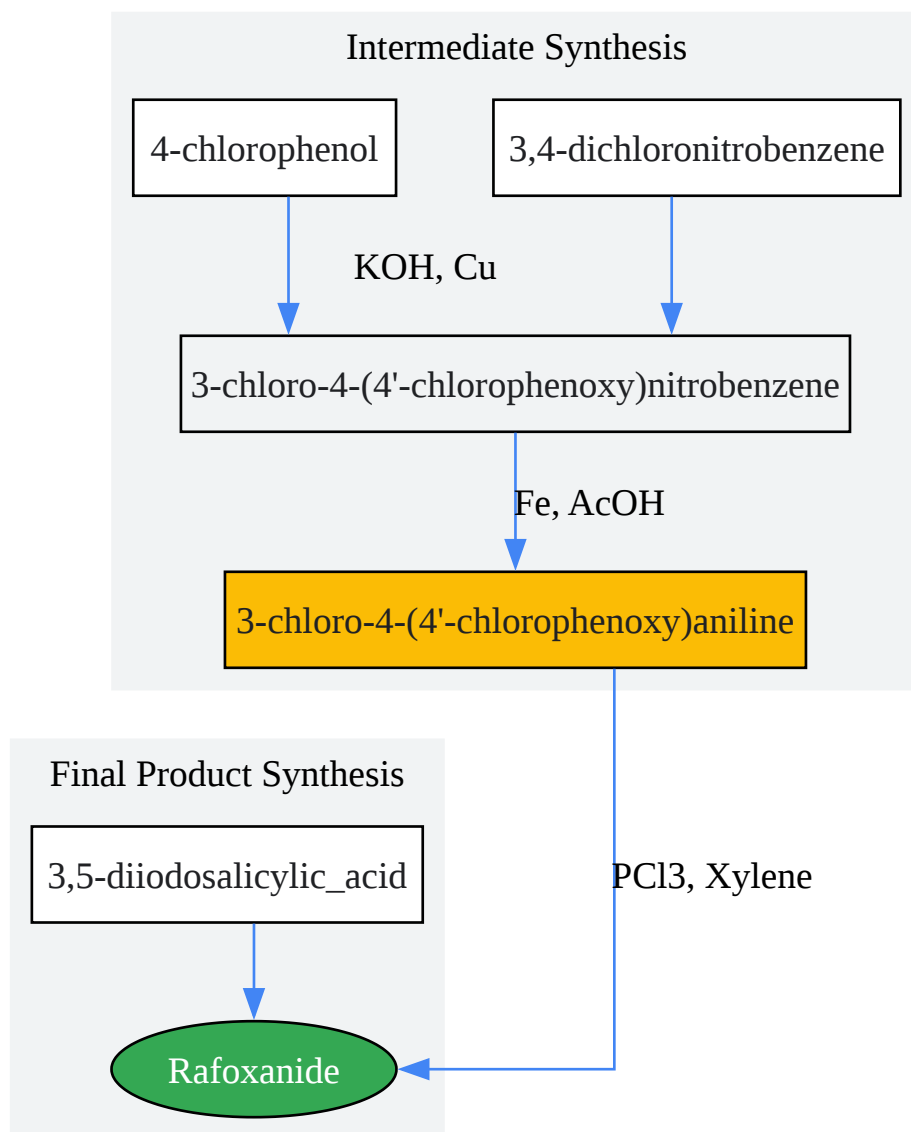 Intermediate Synthesis
4-chlorophenol
3,4-dichloronitrobenzene
KOH, Cu
3-chloro-4-(4'-chlorophenoxy)nitrobenzene
Fe, AcOH
3-chloro-4-(4'-chlorophenoxy)aniline
Final Product Synthesis
3,5-diiodosalicylic_acid
PCl3, Xylene
Rafoxanide